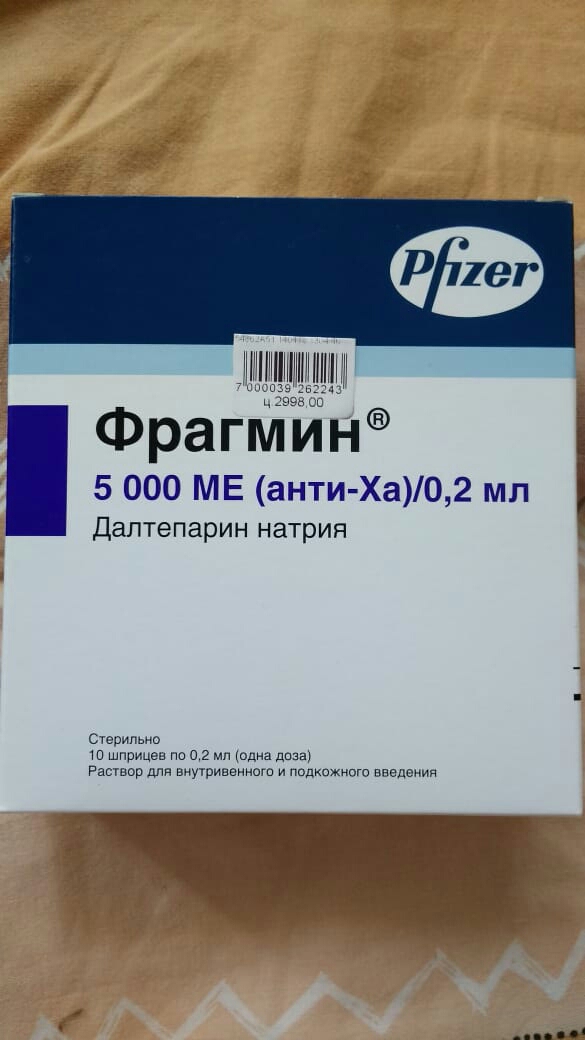 Pfizer
7 000039 262243
ц.2998,00
Фрагмин®
5 000 МЕ (анти-Ха)/0,2 мл
Далтепарин натрия
Стерильно
10 шприцев по 0,2 мл (одна доза)
Раствор для внутривенного и подкожного введения